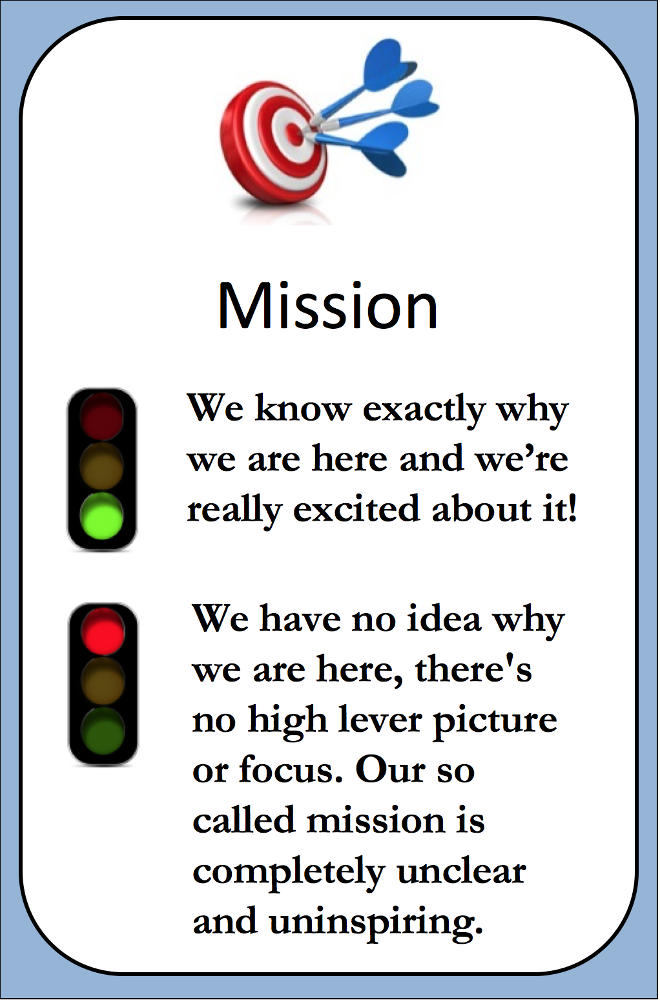 Mission
We know exactly why
we are here and we’re
really excited about it!
We have no idea why
we are here, there's
no high lever picture
or focus. Our so
called mission is
completely unclear
and uninspiring.